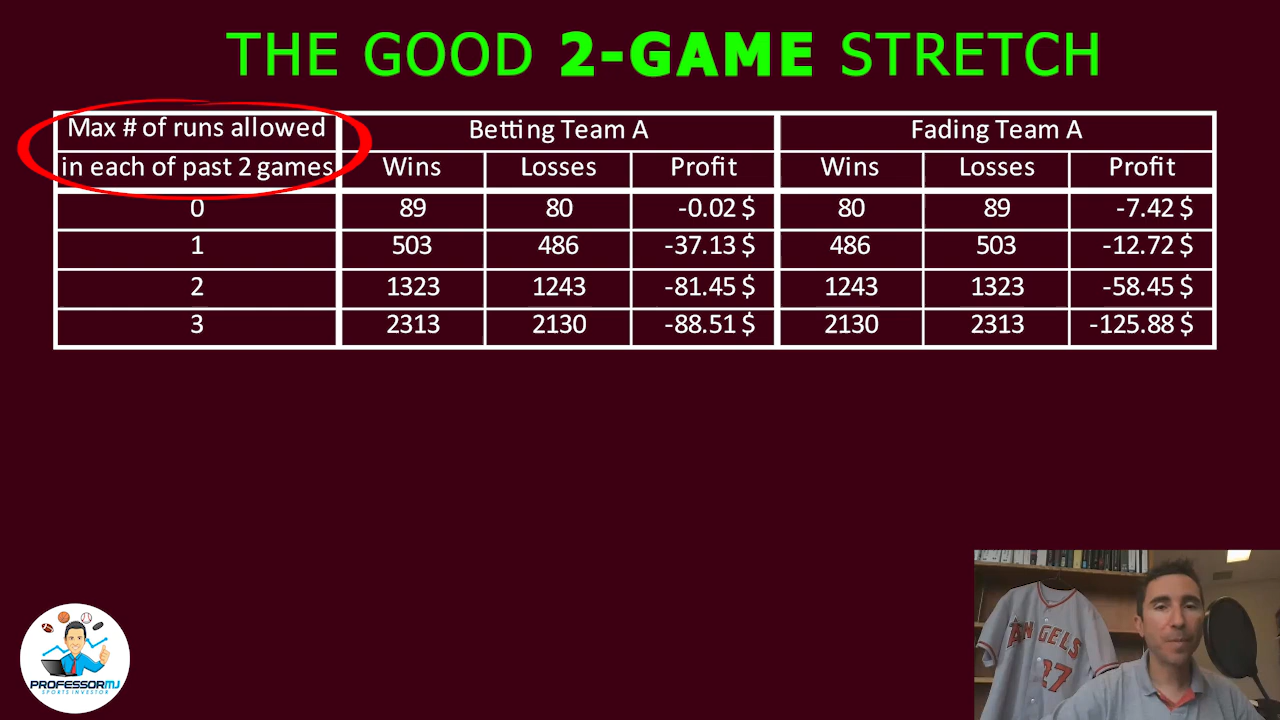 THE GOOD 2-GAME STRETCH
Max # of runs allowed
in each of past 2 games
Betting Team A
Fading Team A
Wins Losses Profit Wins Losses Profit
0 89 80 -0.02 $ 80 89 -7.42 $
1 503 486 -37.13 $ 486 503 -12.72 $
2 1323 1243 -81.45 $ 1243 1323 -58.45 $
3 2313 2130 -88.51 $ 2130 2313 -125.88 $
ANGELS
27
PROFESSORMJ
SPORTS INVESTOR